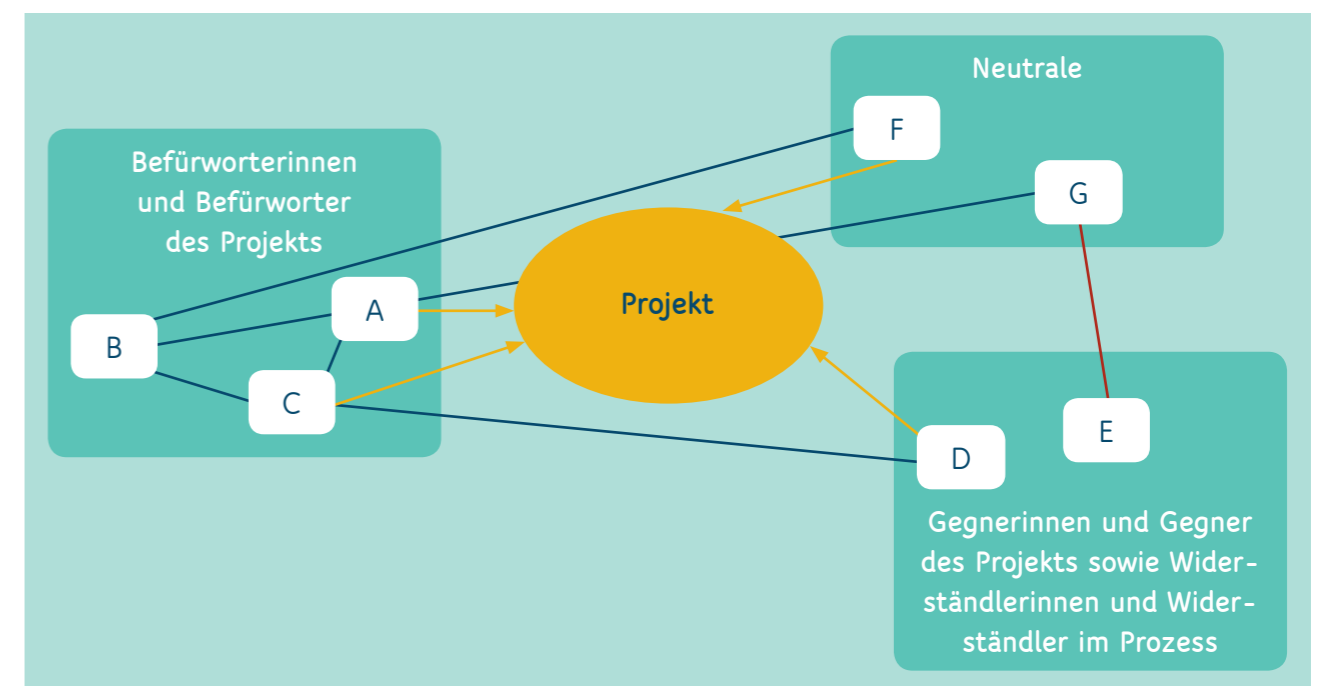 Neutrale
F
G
Befürworterinnen
und Befürworter
des Projekts
A
B
C
Projekt
E
D
Gegnerinnen und Gegner
des Projekts sowie Wider-
ständlerinnen und Wider-
ständler im Prozess